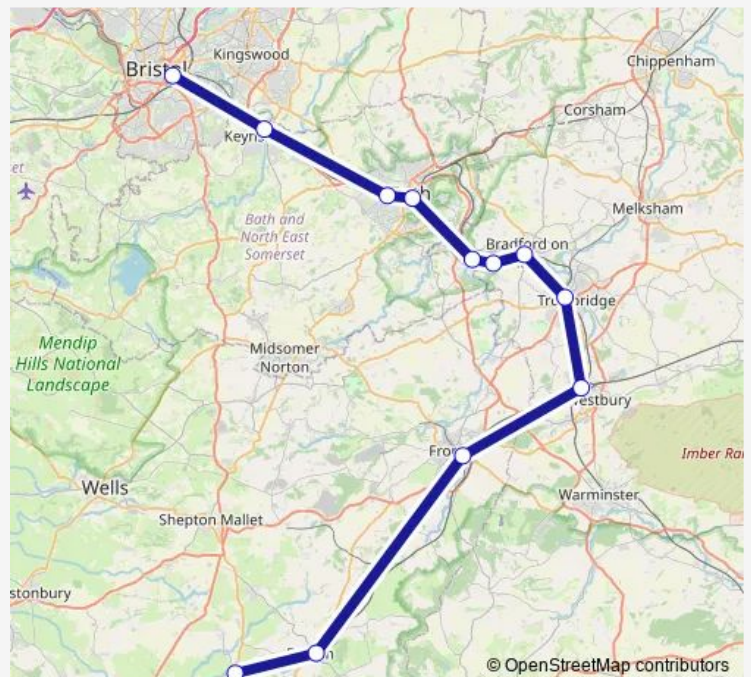 Kingswood
Chippenham
Corsham
Melksham
Bath and
North East
Somerset
Bradford on
Mendip
Hills National
Landscape
Midsomer
Norton
Wells
Shepton Mallet
Imber
Warminster
stonbury
© OpenStreetMap contributors